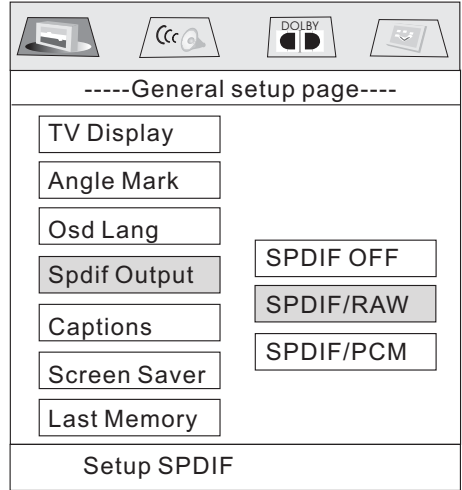 DOLBY
-----General setup page----
TV Display
Angle Mark
Osd Lang
Spdif Output
Captions
Screen Saver
Last Memory
SPDIF OFF
SPDIF/RAW
SPDIF/PCM
Setup SPDIF